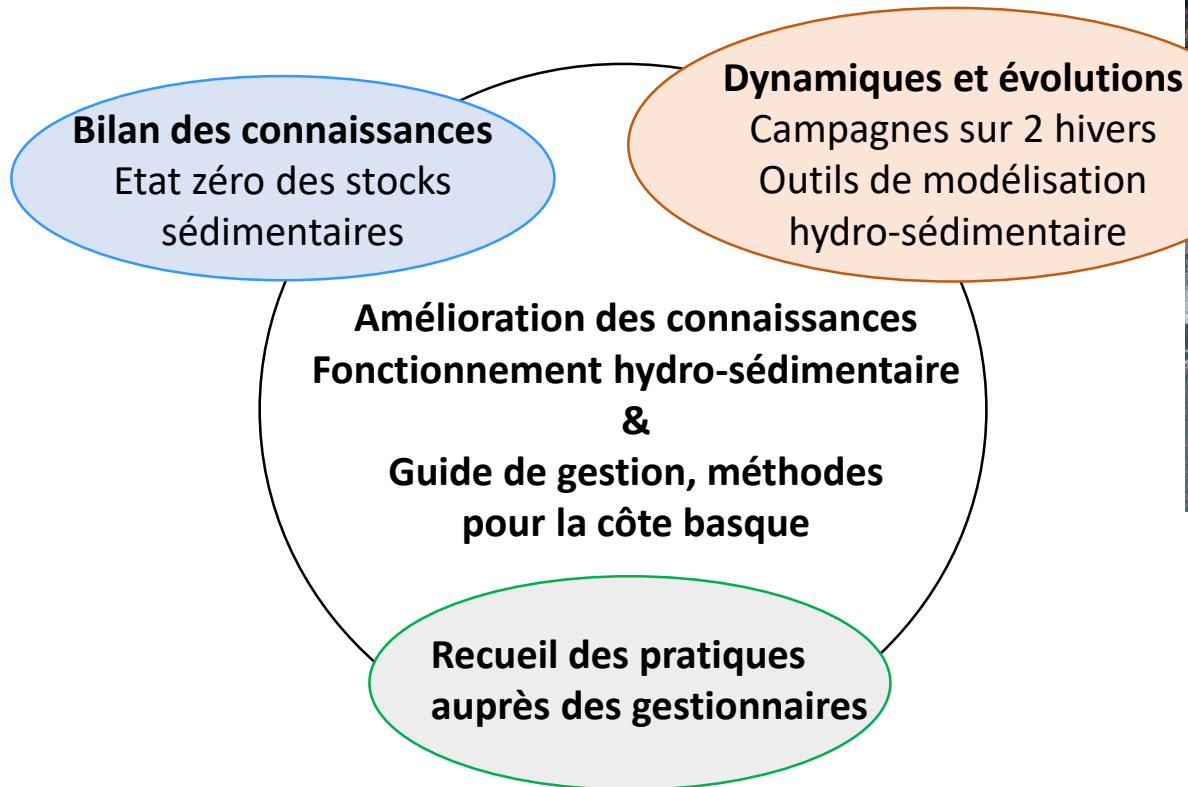 Bilan des connaissances
Etat zéro des stocks
sédimentaires
Dynamiques et évolutions
Campagnes sur 2 hivers
Outils de modélisation
hydro-sédimentaire
Amélioration des connaissances
Fonctionnement hydro-sédimentaire
&
Guide de gestion, méthodes
pour la côte basque
Recueil des pratiques
auprès des gestionnaires